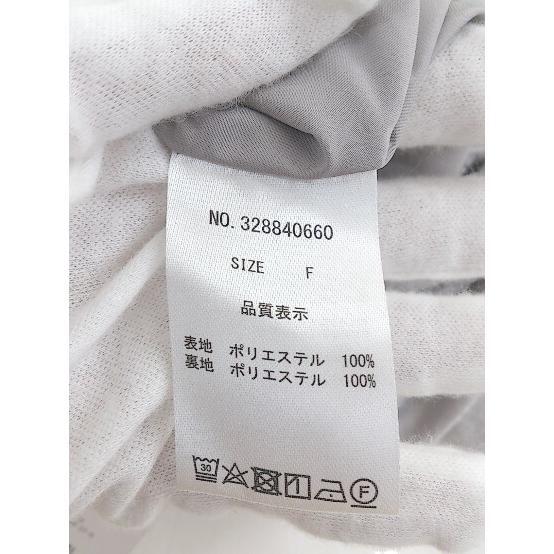 NO. 328840660
SIZE F
品質表示
表地 ポリエステル 100%
裏地 ポリエステル 100%
30
F